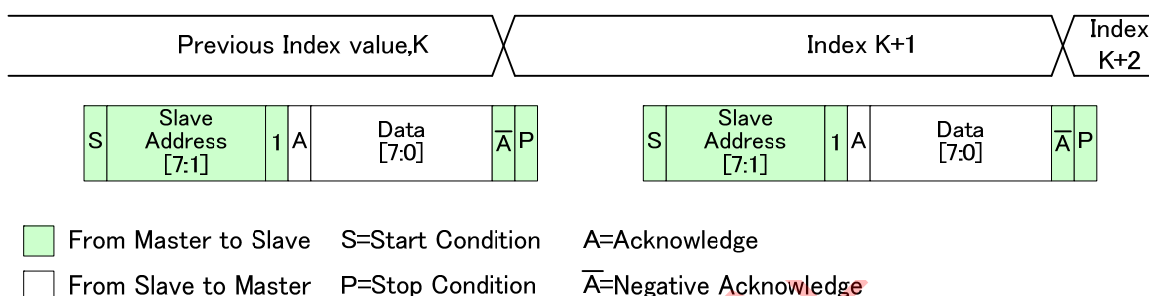 Previous Index value,K Index K+1 Index
K+2
S Slave Address [7:1] 1 A Data [7:0] A̅ P S Slave Address [7:1] 1 A Data [7:0] A̅ P
From Master to Slave S=Start Condition A=Acknowledge
From Slave to Master P=Stop Condition A̅=Negative Acknowledge